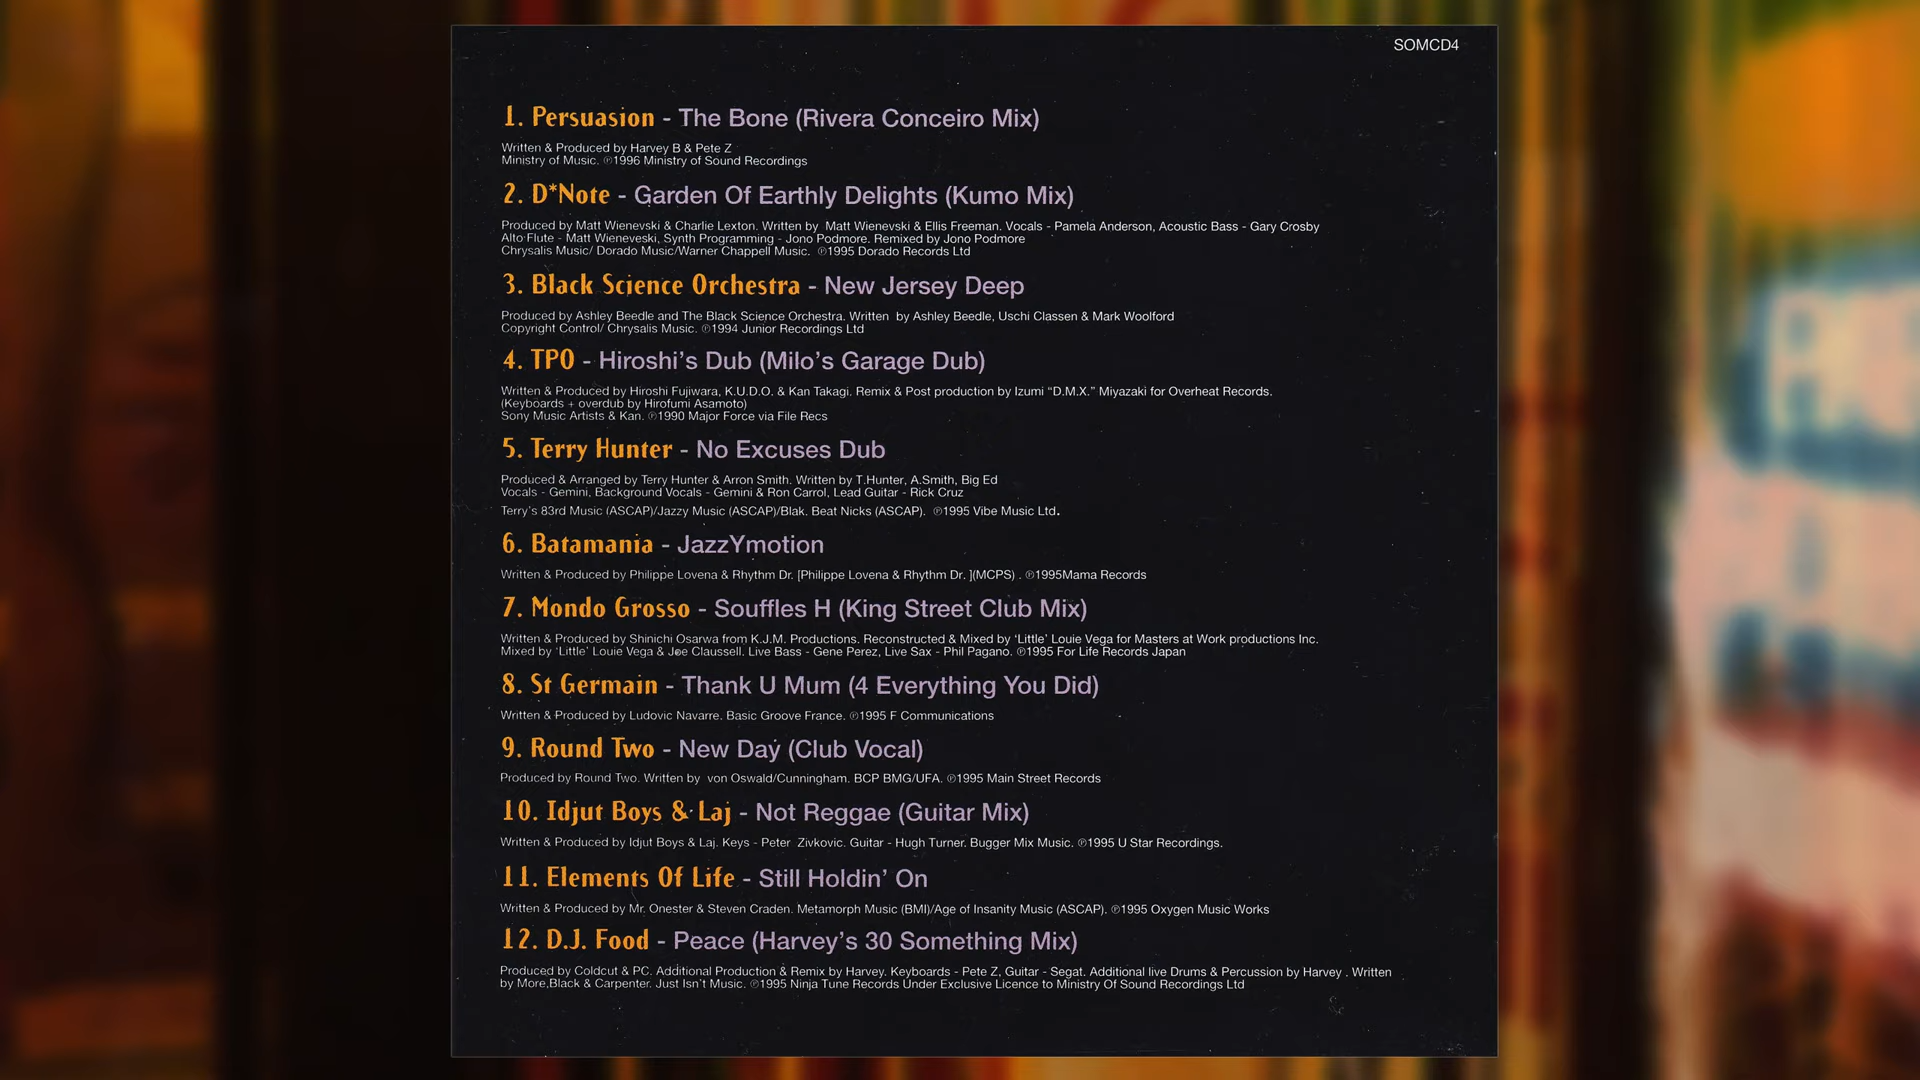 SOMCD4
1. Persuasion - The Bone (Rivera Conceiro Mix)
Written & Produced by Harvey B & Pete Z
Ministry of Music. ℗1996 Ministry of Sound Recordings
2. D*Note - Garden Of Earthly Delights (Kumo Mix)
Produced by Matt Wienevski & Charlie Lexton. Written by Matt Wienevski & Ellis Freeman. Vocals - Pamela Anderson, Acoustic Bass - Gary Crosby
Alto Flute - Matt Wieneveski, Synth Programming - Jono Podmore. Remixed by Jono Podmore
Chrysalis Music/ Dorado Music/Warner Chappell Music. ℗1995 Dorado Records Ltd
3. Black Science Orchestra - New Jersey Deep
Produced by Ashley Beedle and The Black Science Orchestra. Written by Ashley Beedle, Uschi Classen & Mark Woolford
Copyright Control/ Chrysalis Music. ℗1994 Junior Recordings Ltd
4. TPO - Hiroshi's Dub (Milo's Garage Dub)
Written & Produced by Hiroshi Fujiwara, K.U.D.O. & Kan Takagi. Remix & Post production by Izumi "D.M.X." Miyazaki for Overheat Records.
(Keyboards + overdub by Hirofumi Asamoto)
Sony Music Artists & Kan. ℗1990 Major Force via File Recs
5. Terry Hunter - No Excuses Dub
Produced & Arranged by Terry Hunter & Arron Smith. Written by T.Hunter, A.Smith, Big Ed
Vocals - Gemini, Background Vocals - Gemini & Ron Carrol, Lead Guitar - Rick Cruz
Terry's 83rd Music (ASCAP)/Jazzy Music (ASCAP)/Blak. Beat Nicks (ASCAP). ℗1995 Vibe Music Ltd.
6. Batamania - JazzYmotion
Written & Produced by Philippe Lovena & Rhythm Dr. [Philippe Lovena & Rhythm Dr. ](MCPS) . ℗1995Mama Records
7. Mondo Grosso - Souffles H (King Street Club Mix)
Written & Produced by Shinichi Osarwa from K.J.M. Productions. Reconstructed & Mixed by 'Little' Louie Vega for Masters at Work productions Inc.
Mixed by 'Little' Louie Vega & Joe Claussell. Live Bass - Gene Perez, Live Sax - Phil Pagano. ℗1995 For Life Records Japan
8. St Germain - Thank U Mum (4 Everything You Did)
Written & Produced by Ludovic Navarre. Basic Groove France. ℗1995 F Communications
9. Round Two - New Day (Club Vocal)
Produced by Round Two. Written by von Oswald/Cunningham. BCP BMG/UFA. ℗1995 Main Street Records
10. Idjut Boys & Laj - Not Reggae (Guitar Mix)
Written & Produced by Idjut Boys & Laj. Keys - Peter Zivkovic. Guitar - Hugh Turner. Bugger Mix Music. ℗1995 U Star Recordings.
11. Elements Of Life - Still Holdin' On
Written & Produced by Mr. Onester & Steven Craden. Metamorph Music (BMI)/Age of Insanity Music (ASCAP). ℗1995 Oxygen Music Works
12. D.J. Food - Peace (Harvey's 30 Something Mix)
Produced by Coldcut & PC. Additional Production & Remix by Harvey. Keyboards - Pete Z, Guitar - Segat. Additional live Drums & Percussion by Harvey . Written
by More,Black & Carpenter. Just Isn't Music. ℗1995 Ninja Tune Records Under Exclusive Licence to Ministry Of Sound Recordings Ltd